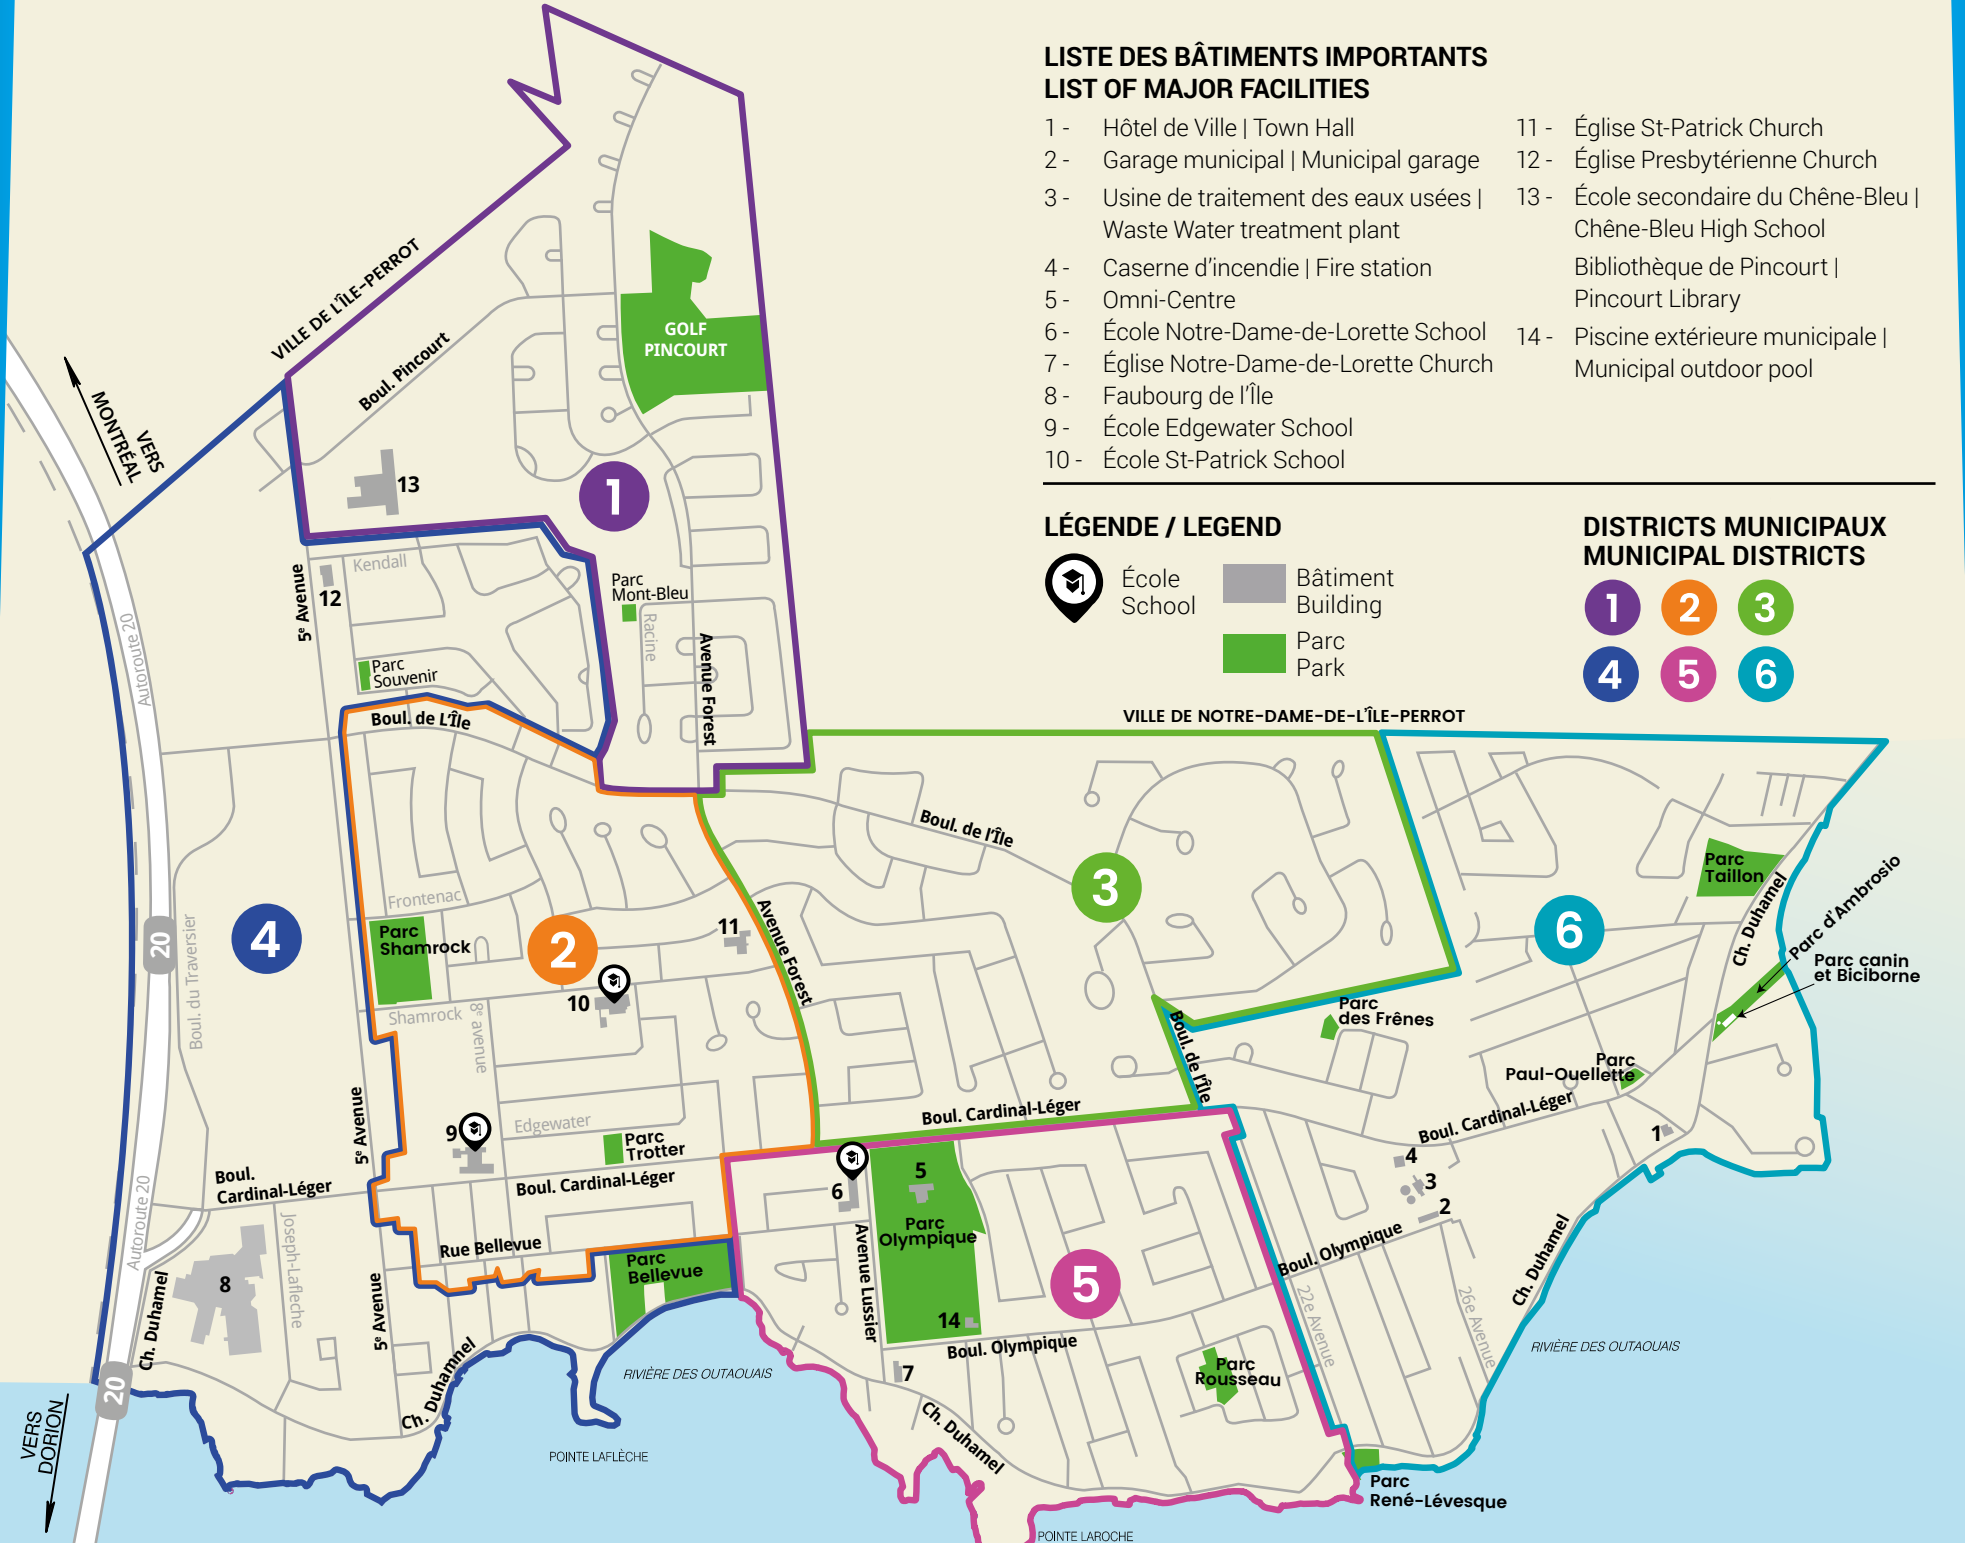 LISTE DES BÂTIMENTS IMPORTANTS
LIST OF MAJOR FACILITIES
1 - Hôtel de Ville | Town Hall
2 - Garage municipal | Municipal garage
3 - Usine de traitement des eaux usées |
Waste Water treatment plant
4 - Caserne d'incendie | Fire station
5 - Omni-Centre
6 - École Notre-Dame-de-Lorette School
7 - Église Notre-Dame-de-Lorette Church
8 - Faubourg de l'Île
9 - École Edgewater School
10 - École St-Patrick School
11 - Église St-Patrick Church
12 - Église Presbytérienne Church
13 - École secondaire du Chêne-Bleu |
Chêne-Bleu High School
Bibliothèque de Pincourt |
Pincourt Library
14 - Piscine extérieure municipale |
Municipal outdoor pool
LÉGENDE / LEGEND
École
School
Bâtiment
Building
Parc
Park
DISTRICTS MUNICIPAUX
MUNICIPAL DISTRICTS
1 2 3
4 5 6
VILLE DE L'ÎLE-PERROT
Boul. Pincourt
GOLF
PINCOURT
VERS
MONTRÉAL
13
1
Kendall
12
5e Avenue
Parc
Mont-Bleu
Racine
Avenue Forest
Parc
Souvenir
Autoroute 20
Boul. de L'Île
VILLE DE NOTRE-DAME-DE-L'ÎLE-PERROT
Boul. de l'Île
3
Parc
Taillon
Ch. Duhamel
Parc d'Ambrosio
Parc canin
et Biciborne
6
Frontenac
Parc
Shamrock
2
11
Avenue Forest
20
Boul. du Traversier
4
10
Shamrock
8e avenue
Parc
des Frênes
Boul. de l'Île
Parc
Paul-Ouellette
5e Avenue
9
Edgewater
Parc
Trotter
Boul. Cardinal-Léger
Boul. Cardinal-Léger
1
4
3
2
Boul.
Cardinal-Léger
Boul. Cardinal-Léger
6
5
Parc
Olympique
Autoroute 20
Joseph-Lafleche
Rue Bellevue
Parc
Bellevue
Avenue Lussier
5
Boul. Olympique
Ch. Duhamel
8
Ch. Duhamel
5e Avenue
14
Boul. Olympique
22e Avenue
26e Avenue
RIVIÈRE DES OUTAOUAIS
Ch. Duhamnel
RIVIÈRE DES OUTAOUAIS
7
Parc
Rousseau
20
VERS
DORION
Ch. Duhamel
POINTE LAFLÈCHE
Parc
René-Lévesque
POINTE LAROCHE